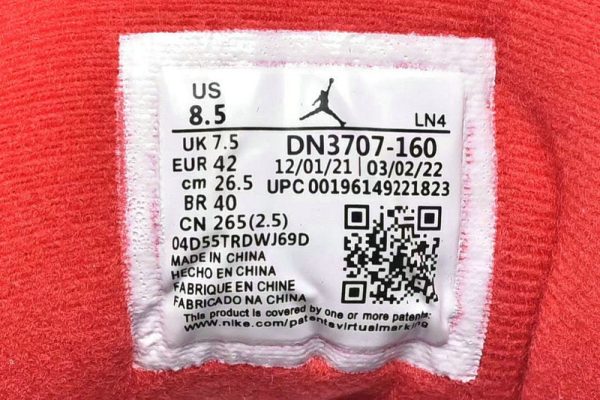 US
8.5
LN4
UK 7.5
EUR 42
cm 26.5
BR 40
CN 265(2.5)
DN3707-160
12/01/21 | 03/02/22
UPC 00196149221823
04D55TRDWJ69D
MADE IN CHINA
HECHO EN CHINA
FABRIQUE EN CHINE
FABRICADO NA CHINA
This product is covered by one or more patents:
www.nike.com/patentsvirtualmarking